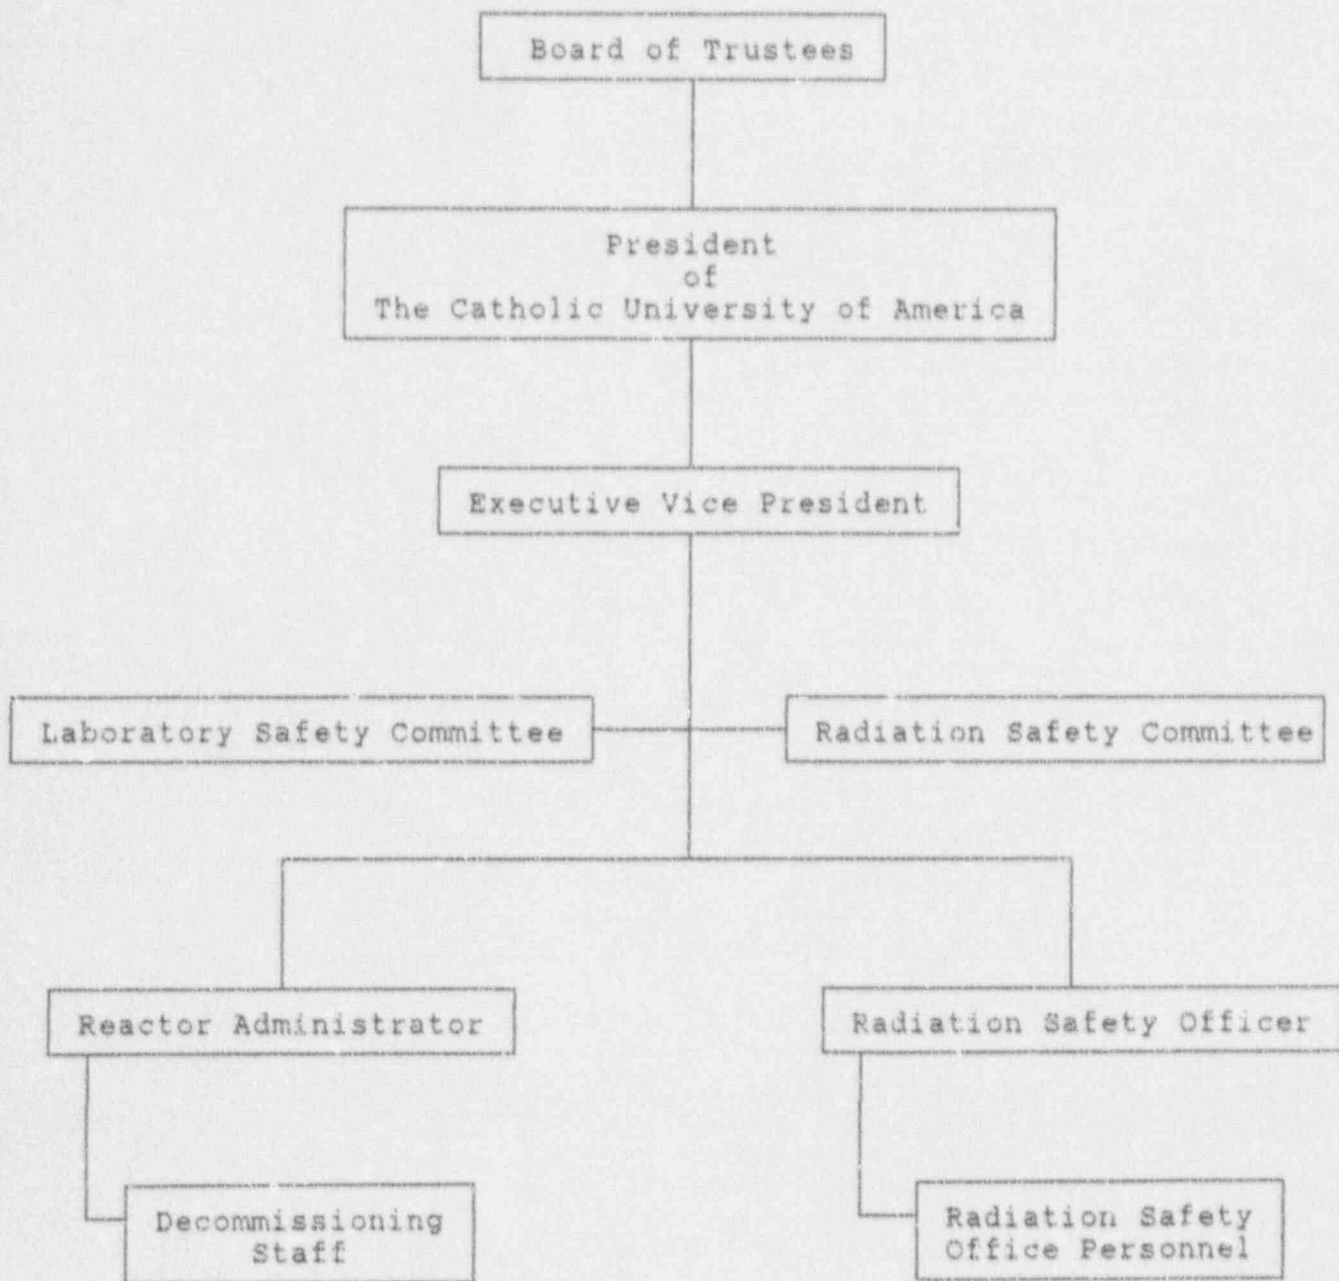 Board of Trustees
President
of
The Catholic University of America
Executive Vice President
Laboratory Safety Committee
Radiation Safety Committee
Reactor Administrator
Radiation Safety Officer
Decommissioning
Staff
Radiation Safety
Office Personnel